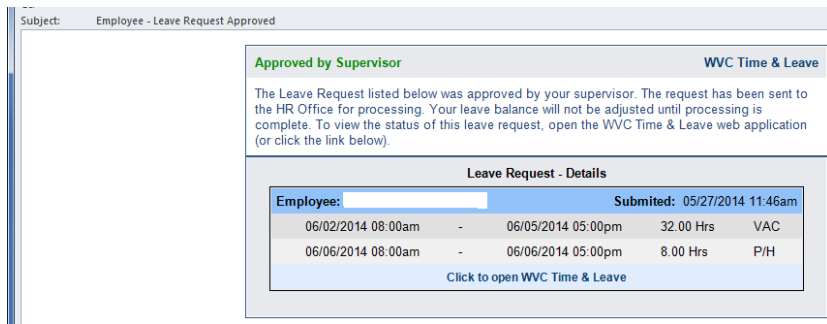 Subject: Employee - Leave Request Approved
Approved by Supervisor WVC Time & Leave
The Leave Request listed below was approved by your supervisor. The request has been sent to
the HR Office for processing. Your leave balance will not be adjusted until processing is
complete. To view the status of this leave request, open the WVC Time & Leave web application
(or click the link below).
Leave Request - Details
Employee: Submited: 05/27/2014 11:46am
06/02/2014 08:00am - 06/05/2014 05:00pm 32.00 Hrs VAC
06/06/2014 08:00am - 06/06/2014 05:00pm 8.00 Hrs P/H
Click to open WVC Time & Leave